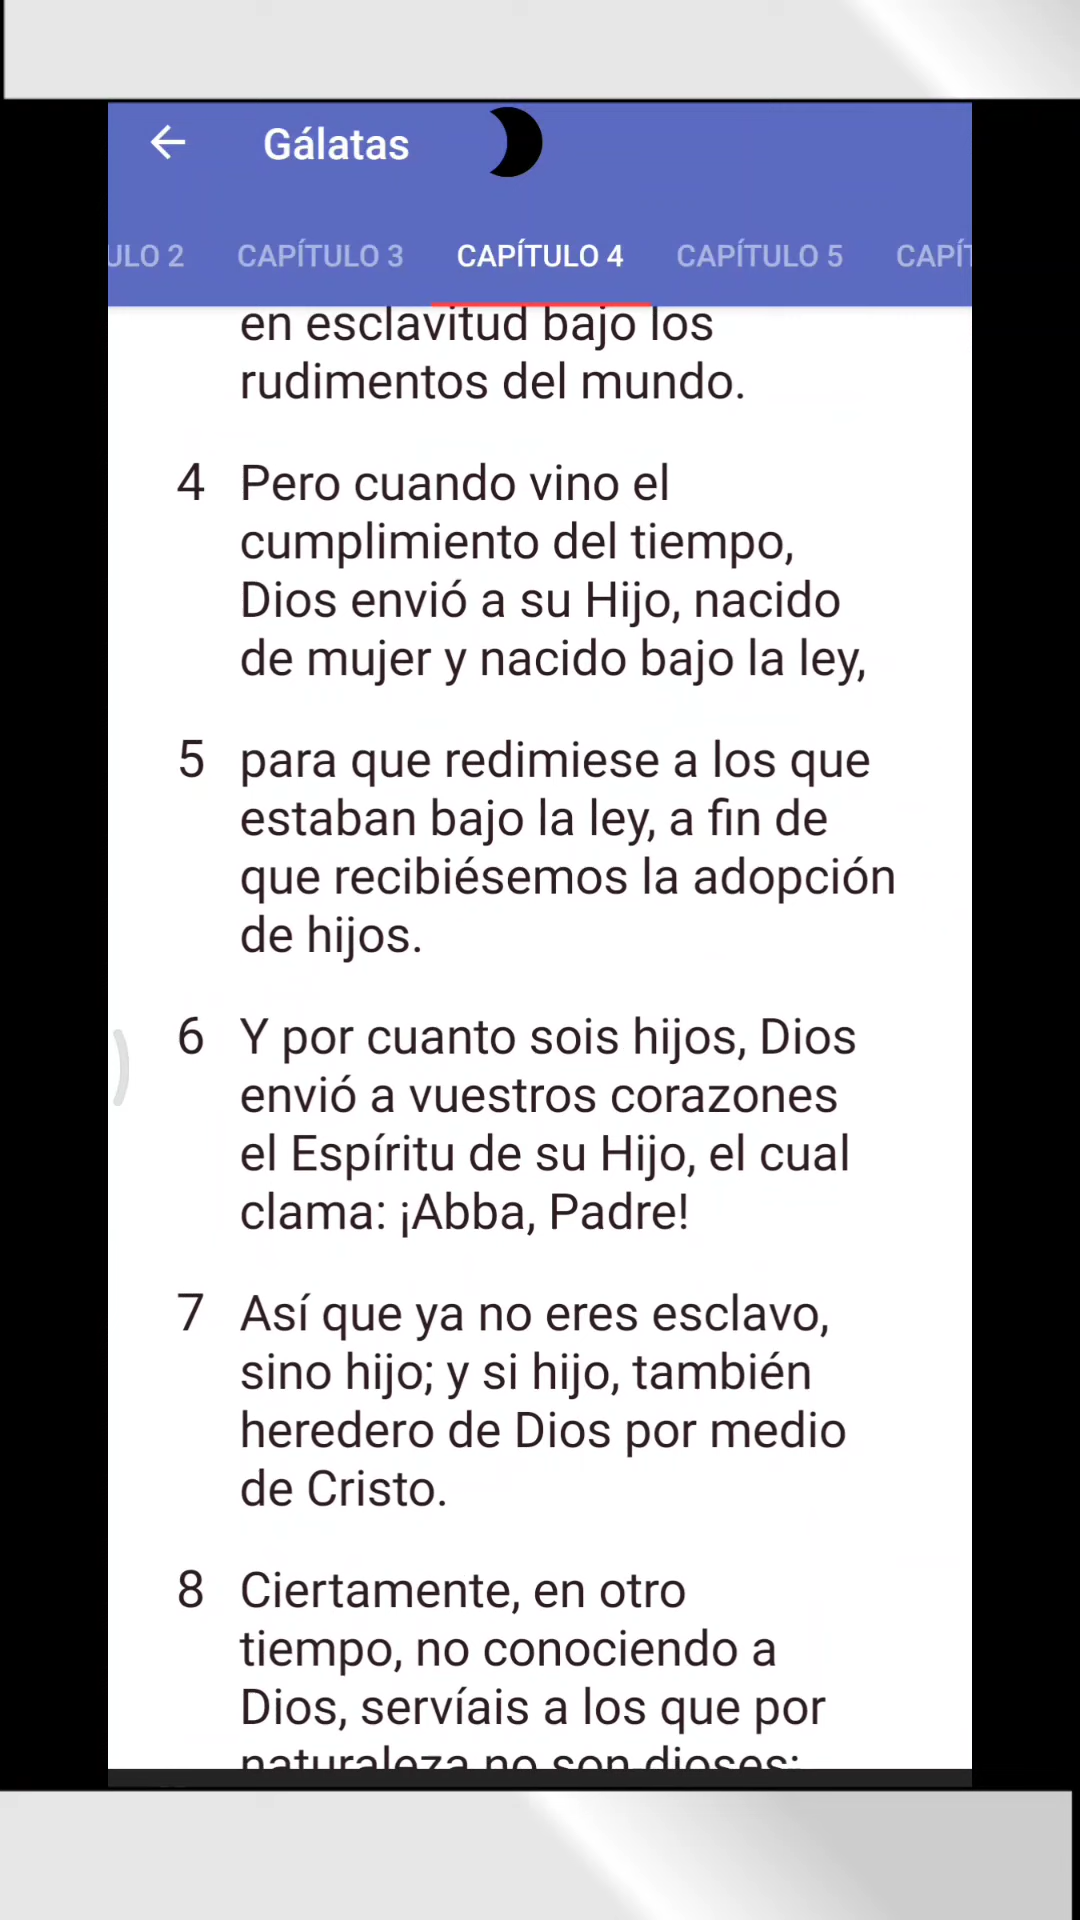 Gálatas
ULO 2 CAPÍTULO 3 CAPÍTULO 4 CAPÍTULO 5 CAPÍT
en esclavitud bajo los
rudimentos del mundo.
4 Pero cuando vino el
cumplimiento del tiempo,
Dios envió a su Hijo, nacido
de mujer y nacido bajo la ley,
5 para que redimiese a los que
estaban bajo la ley, a fin de
que recibiésemos la adopción
de hijos.
6 Y por cuanto sois hijos, Dios
envió a vuestros corazones
el Espíritu de su Hijo, el cual
clama: ¡Abba, Padre!
7 Así que ya no eres esclavo,
sino hijo; y si hijo, también
heredero de Dios por medio
de Cristo.
8 Ciertamente, en otro
tiempo, no conociendo a
Dios, servíais a los que por
naturaleza no son dioses;